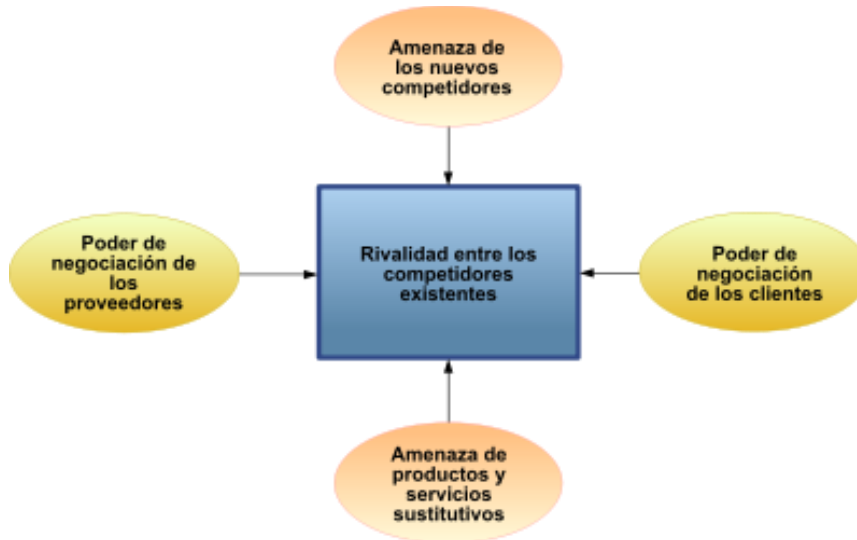 Amenaza de
los nuevos
competidores
Poder de
negociación de
los
proveedores
Rivalidad entre los
competidores
existentes
Poder de
negociación
de los clientes
Amenaza de
productos y
servicios
sustitutivos